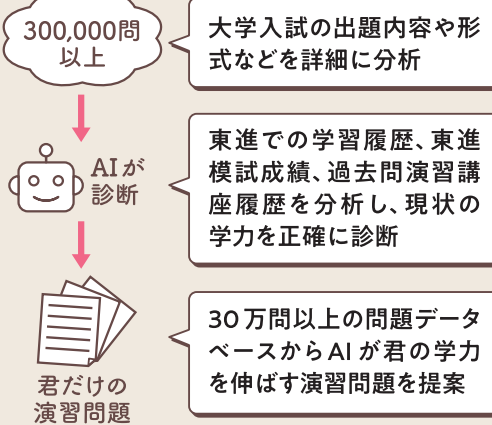 300,000問
以上
大学入試の出題内容や形
式などを詳細に分析
AIが
診断
東進での学習履歴、東進
模試成績、過去問演習講
座履歴を分析し、現状の
学力を正確に診断
君だけの
演習問題
30万問以上の問題データ
ベースからAIが君の学力
を伸ばす演習問題を提案